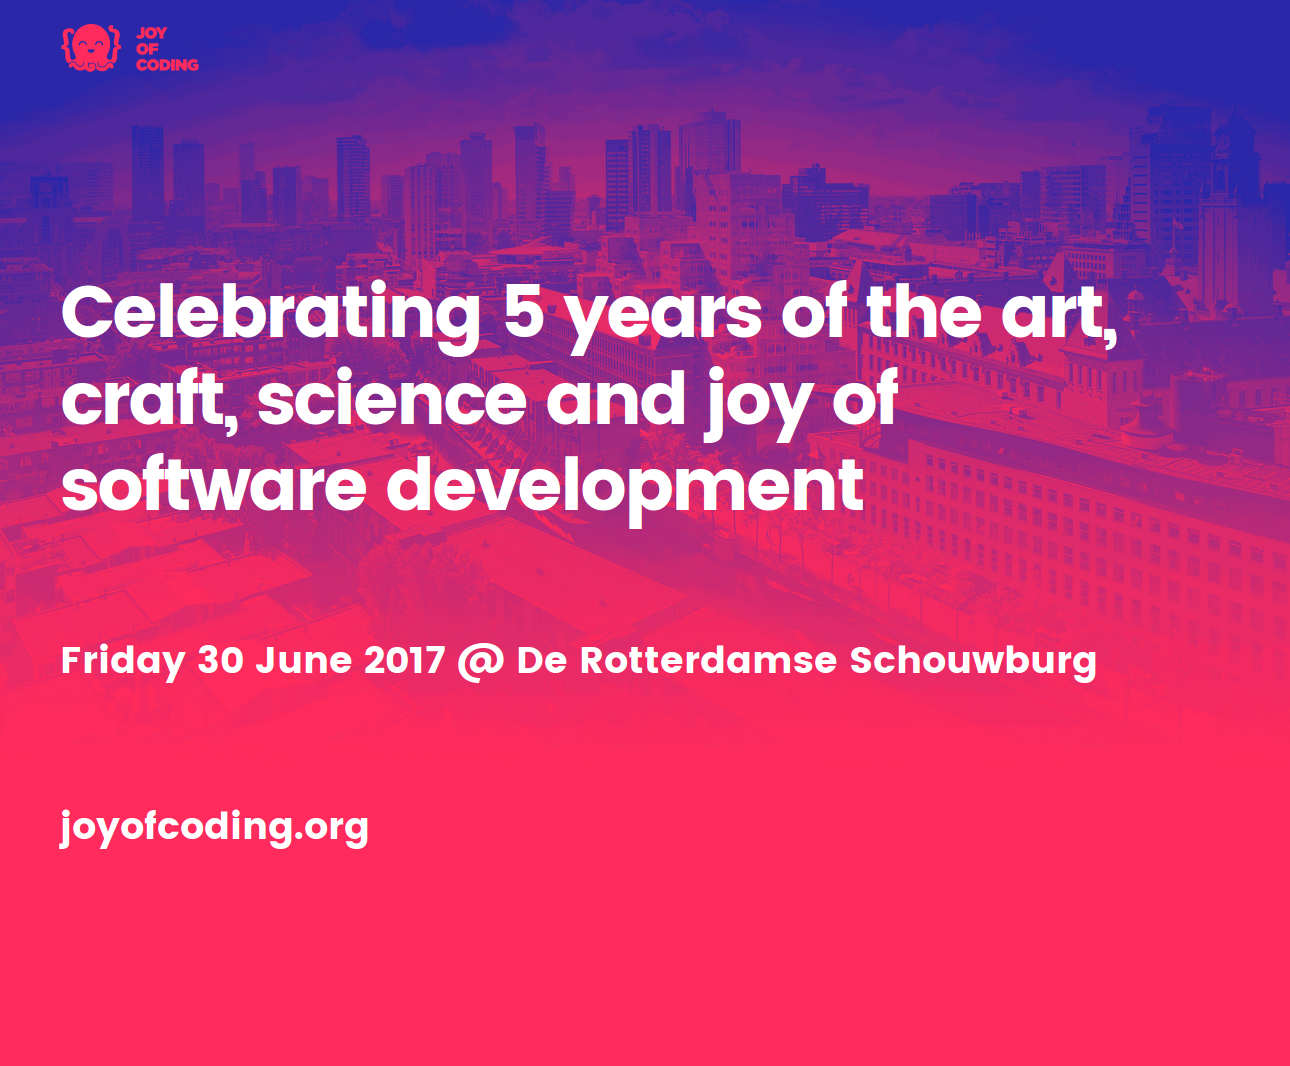 JOY
OF
CODING
Celebrating 5 years of the art,
craft, science and joy of
software development
Friday 30 June 2017 @ De Rotterdamse Schouwburg
joyofcoding.org